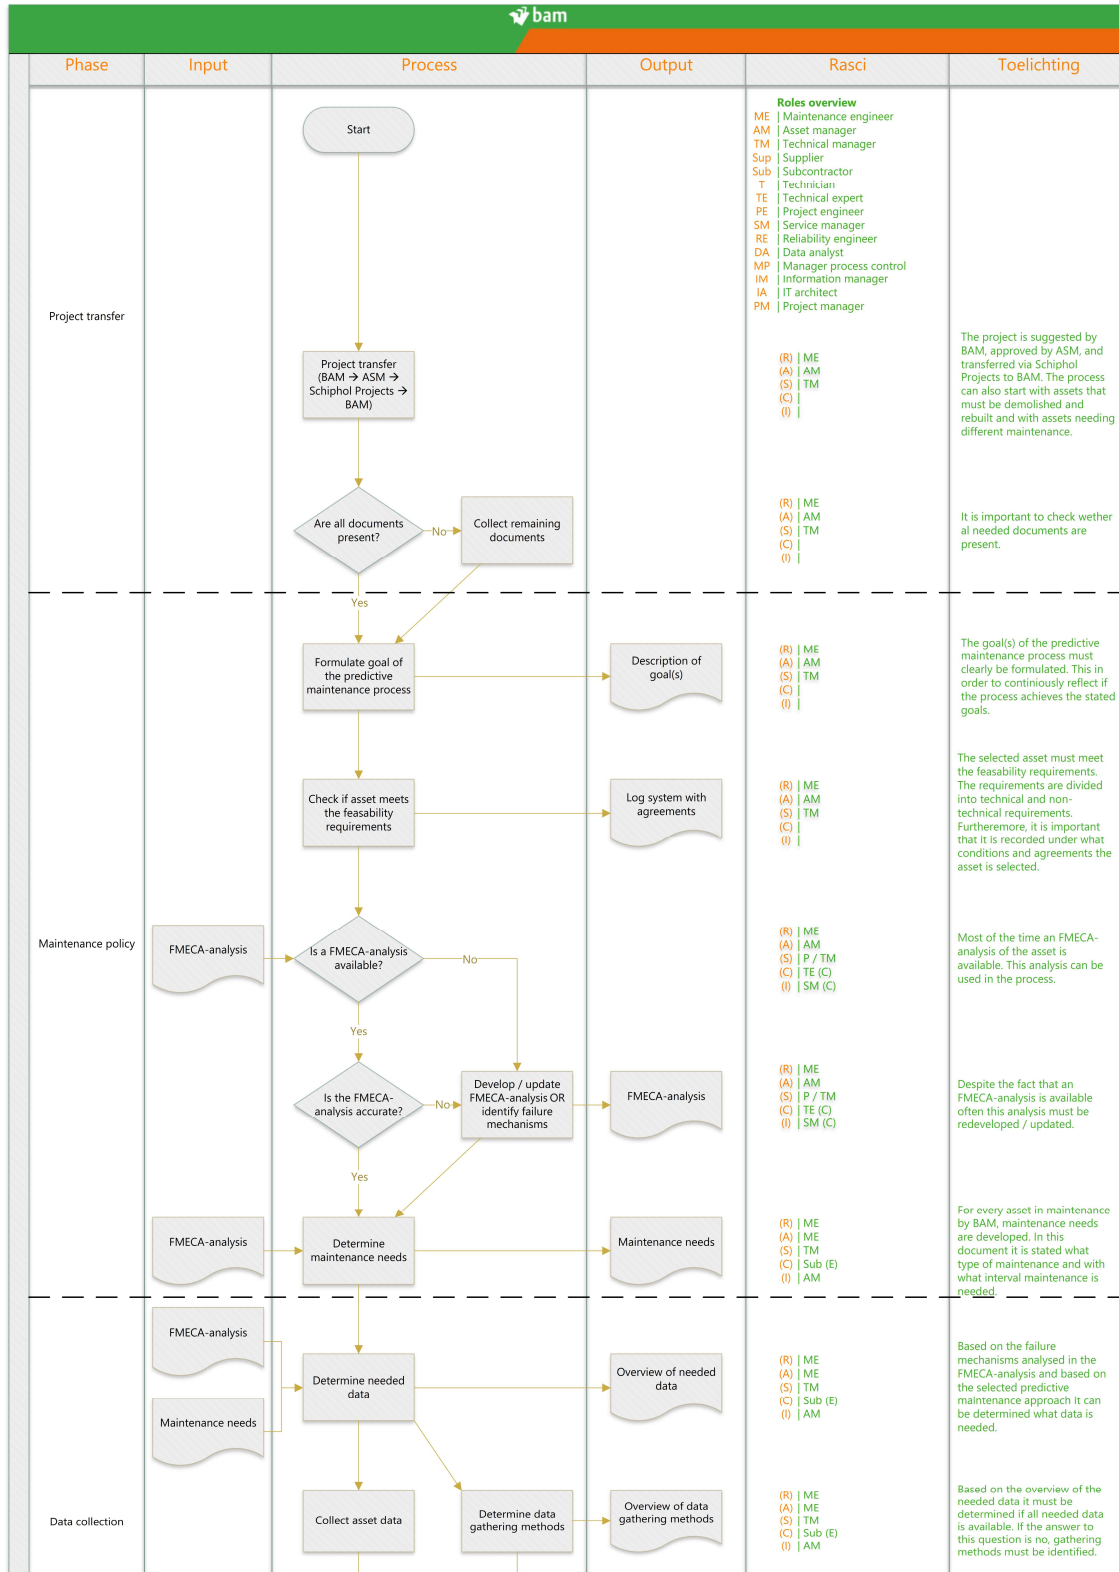 bam
Phase
Input
Process
Output
Rasci
Toelichting
Start
Roles overview
ME | Maintenance engineer
AM | Asset manager
TM | Technical manager
Sup | Supplier
Sub | Subcontractor
T | Technician
TE | Technical expert
PE | Project engineer
SM | Service manager
RE | Reliability engineer
DA | Data analyst
MP | Manager process control
IM | Information manager
IA | IT architect
PM | Project manager
Project transfer
Project transfer
(BAM → ASM →
Schiphol Projects →
BAM)
(R) | ME
(A) | AM
(S) | TM
(C) |
(I) |
The project is suggested by
BAM, approved by ASM, and
transferred via Schiphol
Projects to BAM. The process
can also start with assets that
must be demolished and
rebuilt and with assets needing
different maintenance.
Are all documents
present?
No
Collect remaining
documents
(R) | ME
(A) | AM
(S) | TM
(C) |
(I) |
It is important to check wether
al needed documents are
present.
Yes
Formulate goal of
the predictive
maintenance process
Description of
goal(s)
(R) | ME
(A) | AM
(S) | TM
(C) |
(I) |
The goal(s) of the predictive
maintenance process must
clearly be formulated. This in
order to continiously reflect if
the process achieves the stated
goals.
Check if asset meets
the feasability
requirements
Log system with
agreements
(R) | ME
(A) | AM
(S) | TM
(C) |
(I) |
The selected asset must meet
the feasability requirements.
The requirements are divided
into technical and non-
technical requirements.
Furtheremore, it is important
that it is recorded under what
conditions and agreements the
asset is selected.
Maintenance policy
FMECA-analysis
Is a FMECA-analysis
available?
No
(R) | ME
(A) | AM
(S) | P / TM
(C) | TE (C)
(I) | SM (C)
Most of the time an FMECA-
analysis of the asset is
available. This analysis can be
used in the process.
Yes
Is the FMECA-
analysis accurate?
No
Develop / update
FMECA-analysis OR
identify failure
mechanisms
FMECA-analysis
(R) | ME
(A) | AM
(S) | P / TM
(C) | TE (C)
(I) | SM (C)
Despite the fact that an
FMECA-analysis is available
often this analysis must be
redeveloped / updated.
Yes
FMECA-analysis
Determine
maintenance needs
Maintenance needs
(R) | ME
(A) | ME
(S) | TM
(C) | Sub (E)
(I) | AM
For every asset in maintenance
by BAM, maintenance needs
are developed. In this
document it is stated what
type of maintenance and with
what interval maintenance is
needed.
FMECA-analysis
Maintenance needs
Determine needed
data
Overview of needed
data
(R) | ME
(A) | ME
(S) | TM
(C) | Sub (E)
(I) | AM
Based on the failure
mechanisms analysed in the
FMECA-analysis and based on
the selected predictive
maintenance approach it can
be determined what data is
needed.
Data collection
Collect asset data
Determine data
gathering methods
Overview of data
gathering methods
(R) | ME
(A) | ME
(S) | TM
(C) | Sub (E)
(I) | AM
Based on the overview of the
needed data it must be
determined if all needed data
is available. If the answer to
this question is no, gathering
methods must be identified.